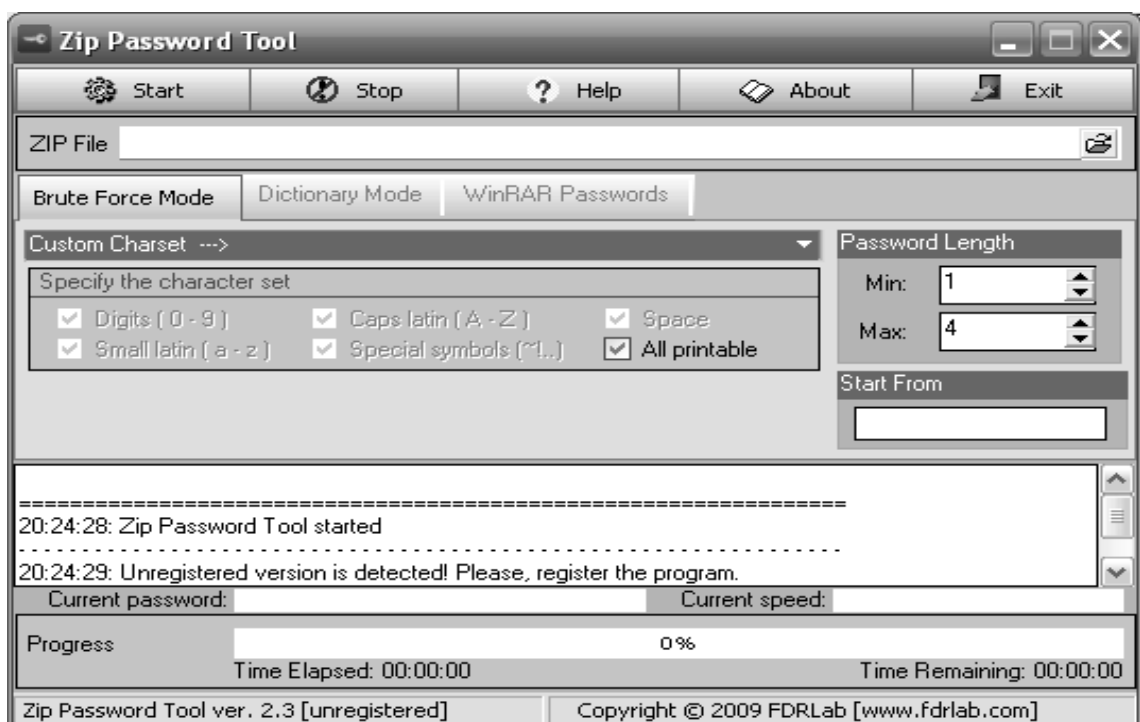 Zip Password Tool
Start Stop Help About Exit
ZIP File
Brute Force Mode Dictionary Mode WinRAR Passwords
Custom Charset --->
Specify the character set
Digits ( 0 - 9 ) Caps latin ( A - Z ) Space
Small latin ( a - z ) Special symbols (~!..) All printable
Password Length
Min: 1
Max: 4
Start From
===================================================================
20:24:28: Zip Password Tool started
- - - - - - - - - - - - - - - - - - - - - - - - - - - - - - - - - - - - - - - - - - - - - - - - - - - - - - - - - - - - - - - - - - -
20:24:29: Unregistered version is detected! Please, register the program.
Current password: Current speed:
Progress 0%
Time Elapsed: 00:00:00 Time Remaining: 00:00:00
Zip Password Tool ver. 2.3 [unregistered] Copyright © 2009 FDRLab [www.fdrlab.com]